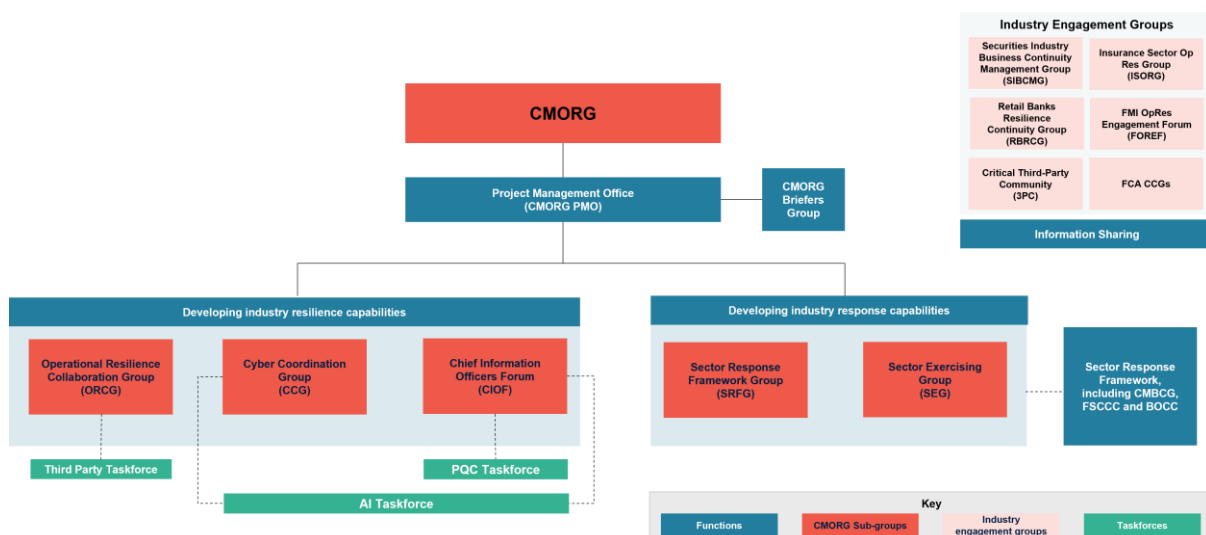 Industry Engagement Groups
Securities Industry
Business Continuity
Management Group
(SIBCMG)
Insurance Sector Op
Res Group
(ISORG)
Retail Banks
Resilience
Continuity Group
(RBRCG)
FMI OpRes
Engagement Forum
(FOREF)
Critical Third-Party
Community
(3PC)
FCA CCGs
Information Sharing
CMORG
Project Management Office
(CMORG PMO)
CMORG
Briefers
Group
Developing industry resilience capabilities
Operational Resilience
Collaboration Group
(ORCG)
Cyber Coordination
Group
(CCG)
Chief Information
Officers Forum
(CIOF)
Third Party Taskforce
PQC Taskforce
AI Taskforce
Developing industry response capabilities
Sector Response
Framework Group
(SRFG)
Sector Exercising
Group
(SEG)
Sector Response
Framework,
including CMBCG,
FSCCC and BOCC
Key
Functions
CMORG Sub-groups
Industry
engagement groups
Taskforces